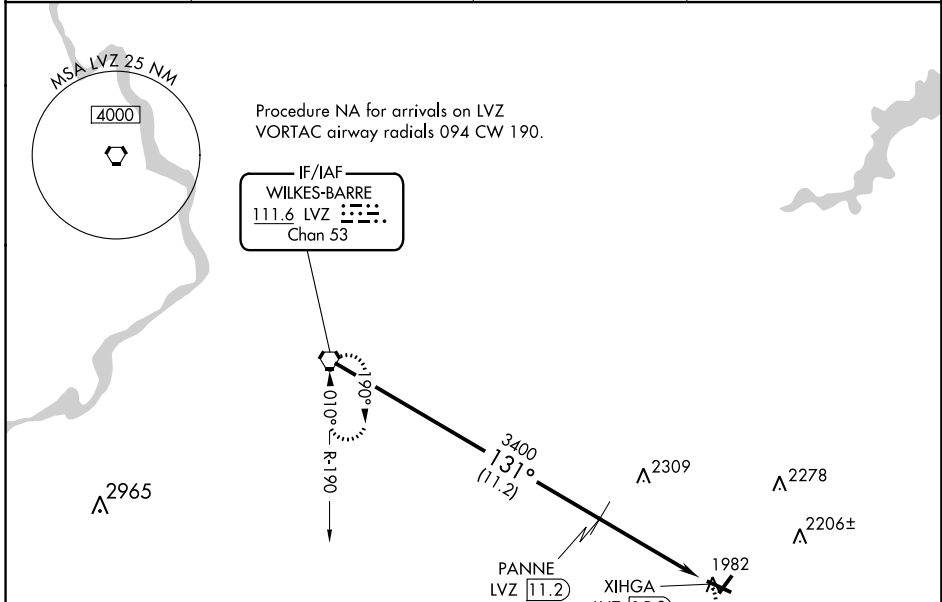 MSA LVZ 25 NM
4000
Procedure NA for arrivals on LVZ
VORTAC airway radials 094 CW 190.
IF/IAF
WILKES-BARRE
111.6 LVZ
Chan 53
190°
010°
R-190
3400
131°
(11.2)
2309
2278
2206±
2965
PANNE
LVZ 11.2
XIHGA
1982